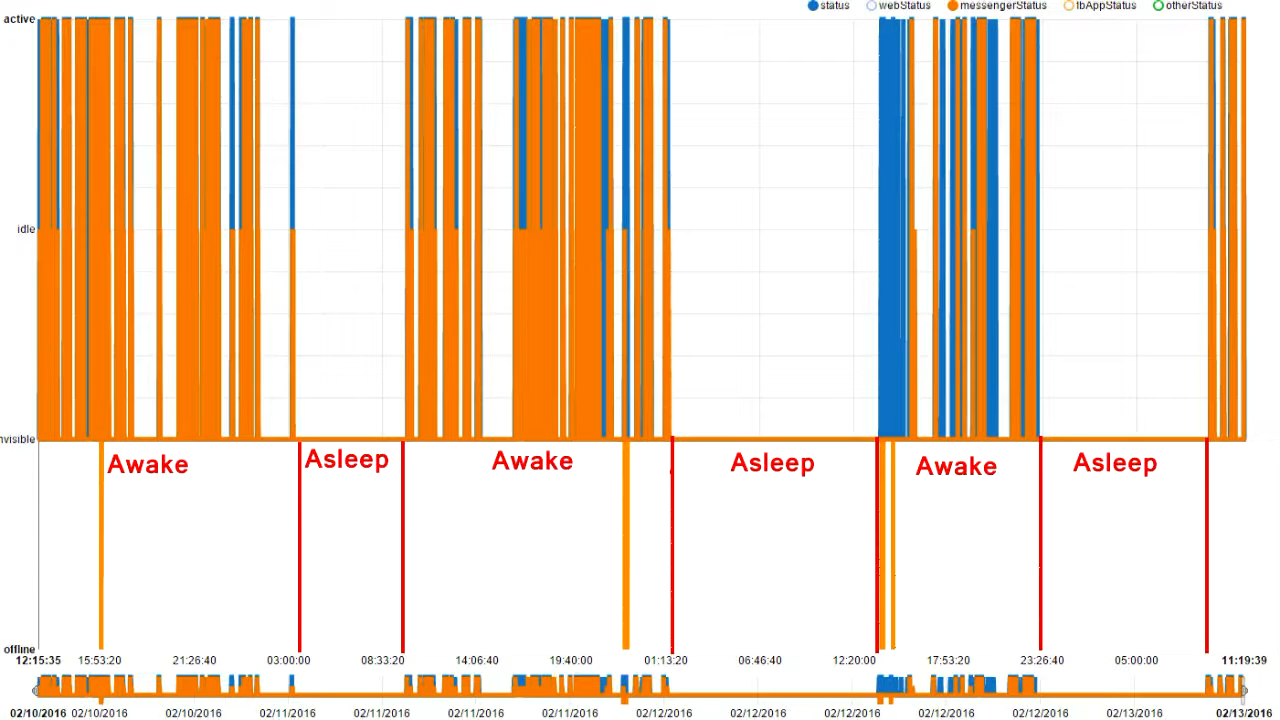 status webStatus messengerStatus fbAppStatus otherStatus
active
idle
nvisible
Awake Asleep Awake Asleep Awake Asleep
offline
12:15:35 15:53:20 21:26:40 03:00:00 08:33:20 14:06:40 19:40:00 01:13:20 06:46:40 12:20:00 17:53:20 23:26:40 05:00:00 11:19:39
02/10/2016 02/10/2016 02/10/2016 02/11/2016 02/11/2016 02/11/2016 02/11/2016 02/12/2016 02/12/2016 02/12/2016 02/12/2016 02/12/2016 02/13/2016 02/13/2016